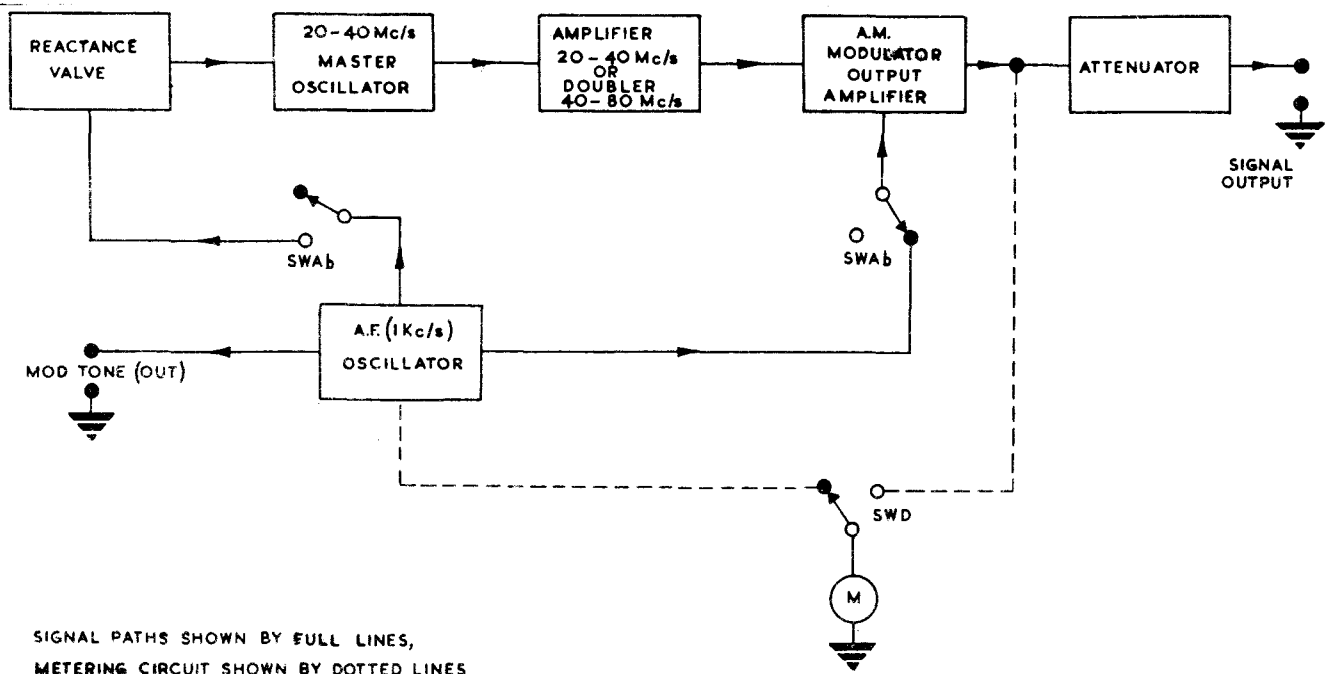 REACTANCE
VALVE
20-40 Mc/s
MASTER
OSCILLATOR
AMPLIFIER
20-40 Mc/s
OR
DOUBLER
40-80 Mc/s
A.M.
MODULATOR
OUTPUT
AMPLIFIER
ATTENUATOR
SIGNAL
OUTPUT
SWAb
SWAb
A.F. (1Kc/s)
OSCILLATOR
MOD TONE (OUT)
SWD
M
SIGNAL PATHS SHOWN BY FULL LINES,
METERING CIRCUIT SHOWN BY DOTTED LINES